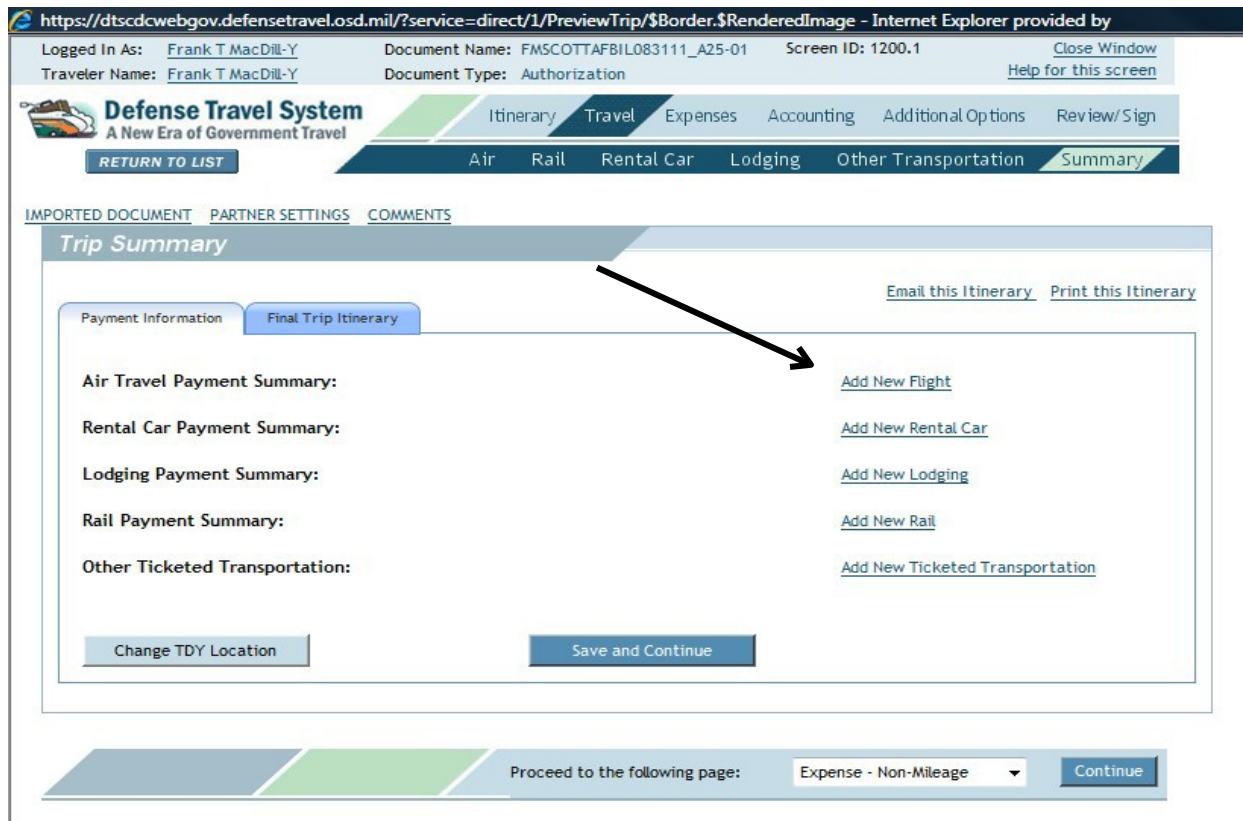 https://dtscdcwebgov.defensetravel.osd.mil/?service=direct/1/PreviewTrip/$Border.$RenderedImage - Internet Explorer provided by
Logged In As: Frank T MacDill-Y Document Name: FMSCOTTAFBIL083111_A25-01 Screen ID: 1200.1 Close Window
Traveler Name: Frank T MacDill-Y Document Type: Authorization Help for this screen
Defense Travel System
A New Era of Government Travel
Itinerary Travel Expenses Accounting Additional Options Review/Sign
RETURN TO LIST
Air Rail Rental Car Lodging Other Transportation Summary
IMPORTED DOCUMENT PARTNER SETTINGS COMMENTS
Trip Summary
Email this Itinerary Print this Itinerary
Payment Information Final Trip Itinerary
Air Travel Payment Summary: Add New Flight
Rental Car Payment Summary: Add New Rental Car
Lodging Payment Summary: Add New Lodging
Rail Payment Summary: Add New Rail
Other Ticketed Transportation: Add New Ticketed Transportation
Change TDY Location Save and Continue
Proceed to the following page: Expense - Non-Mileage Continue